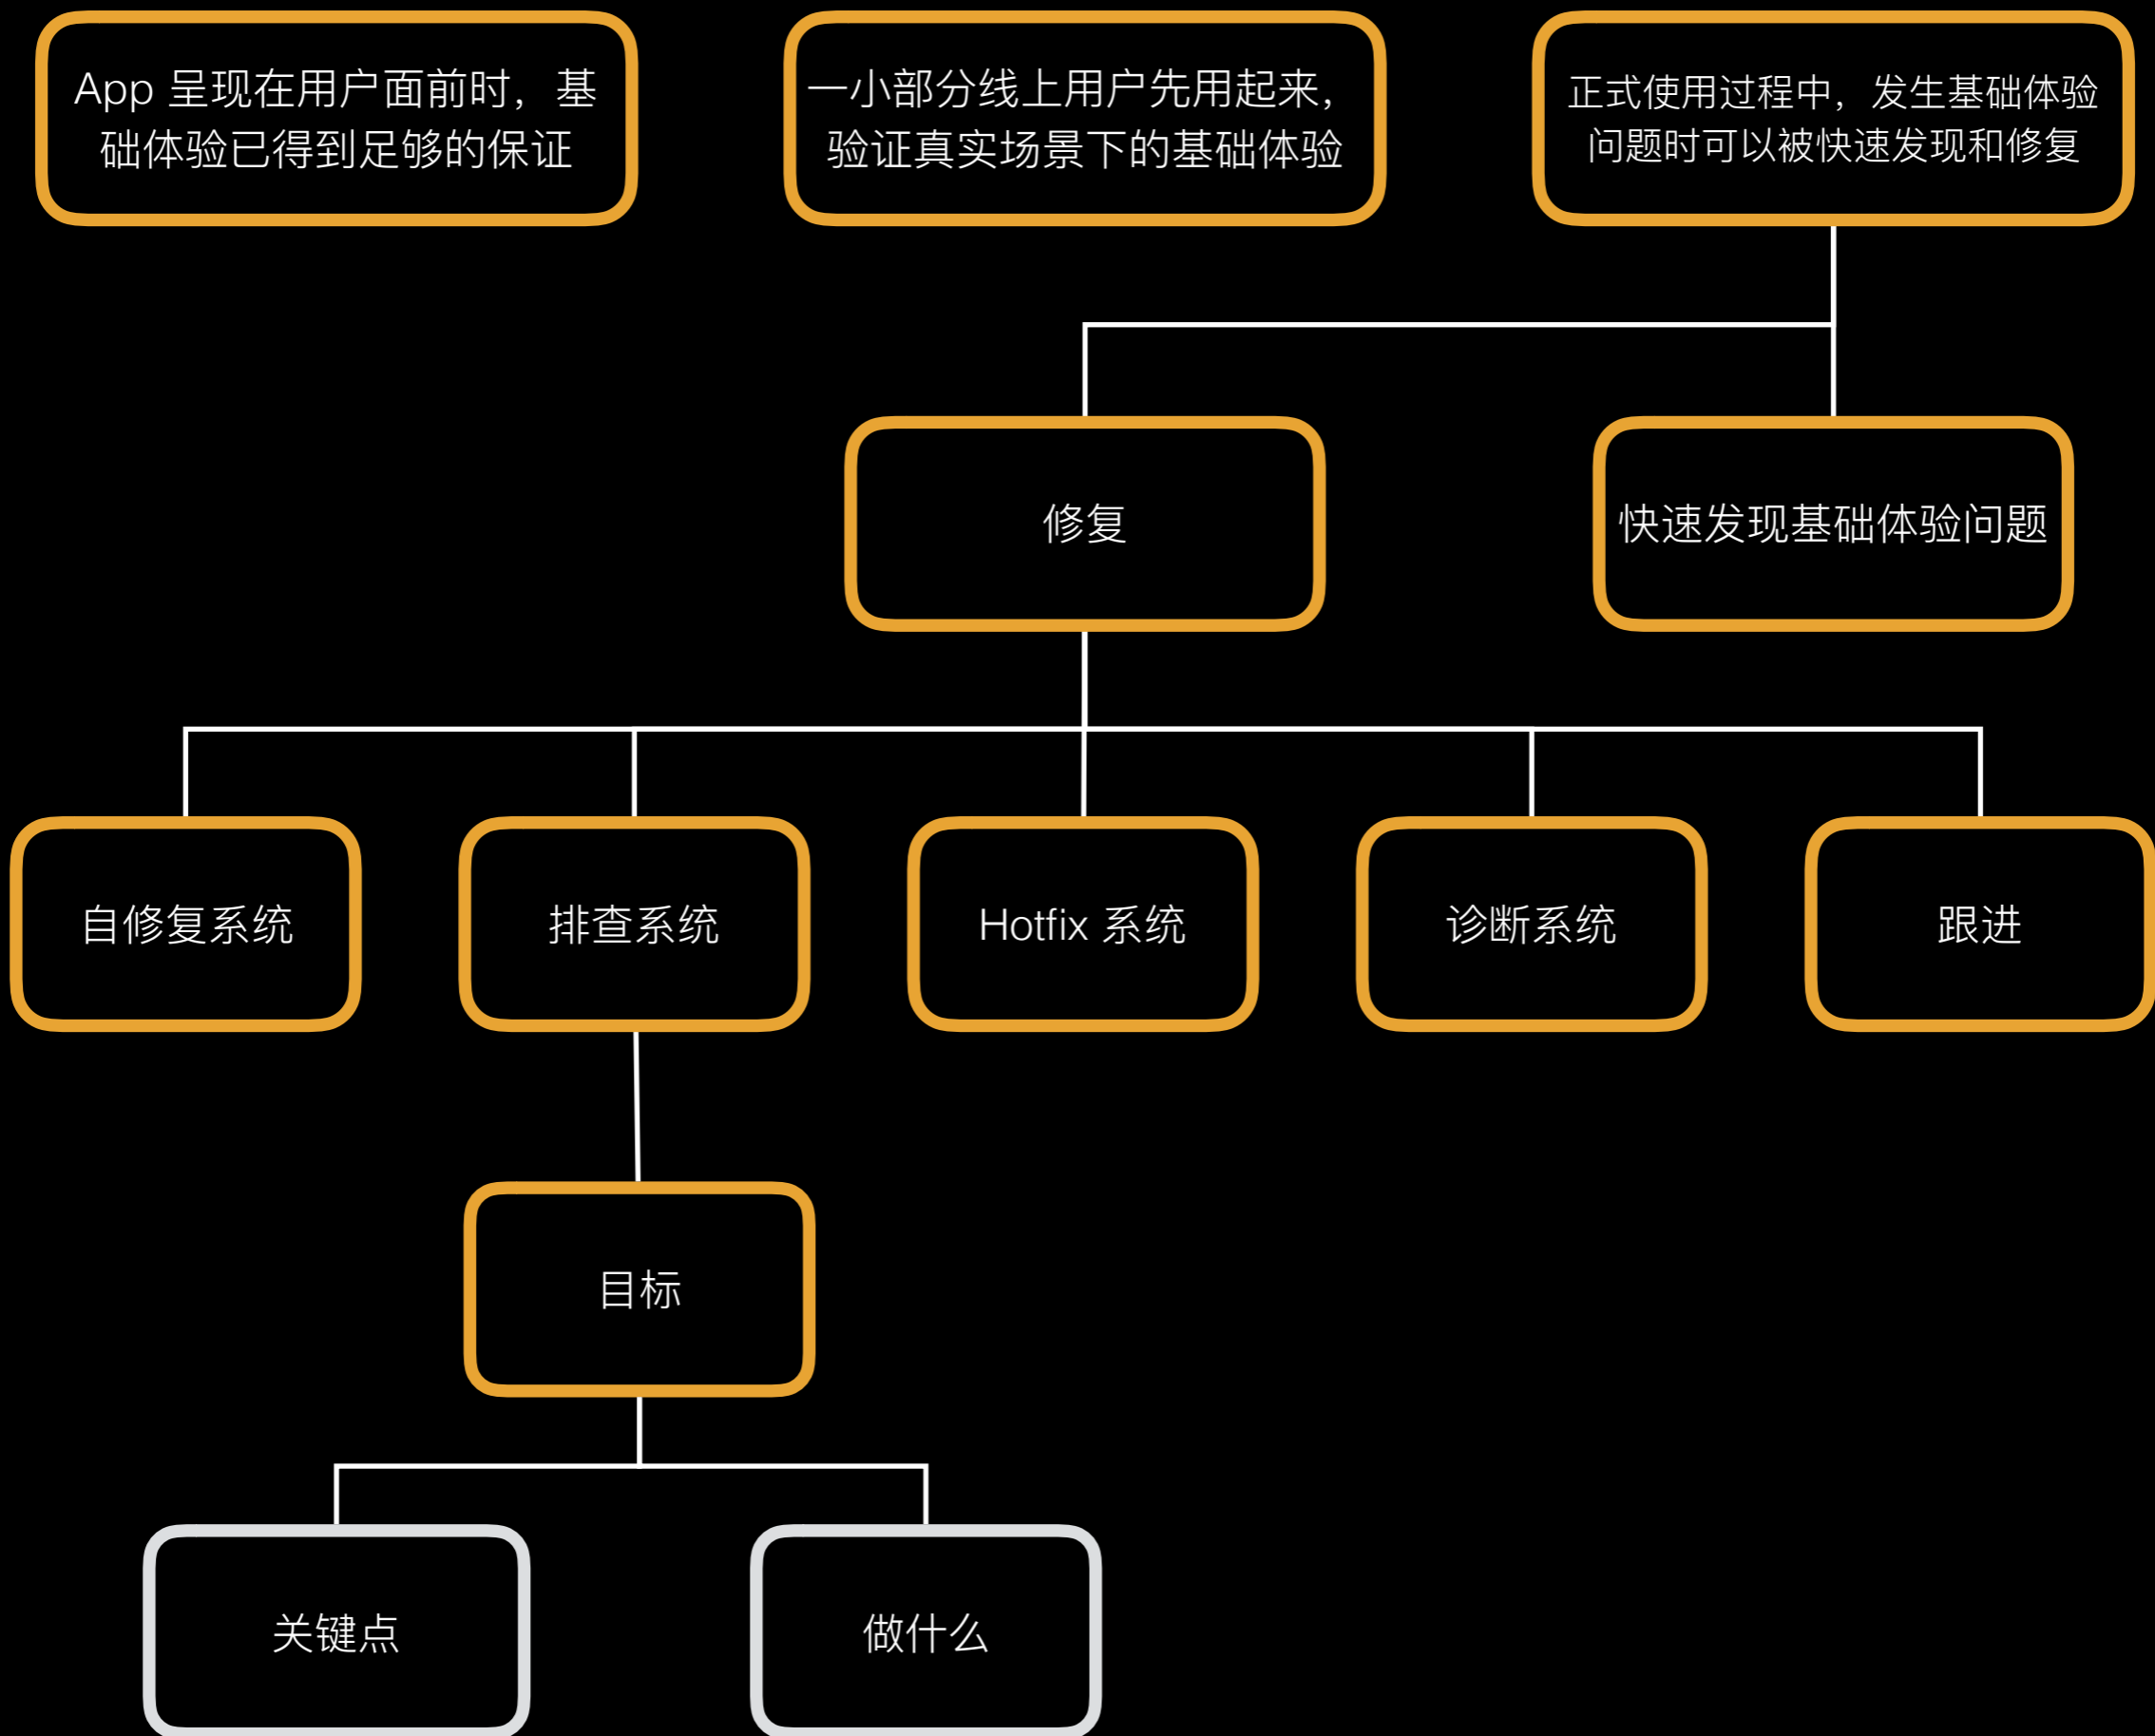 App 呈现在用户面前时，基
础体验已得到足够的保证
一小部分线上用户先用起来，
验证真实场景下的基础体验
正式使用过程中，发生基础体验
问题时可以被快速发现和修复
修复
快速发现基础体验问题
自修复系统
排查系统
Hotfix 系统
诊断系统
跟进
目标
关键点
做什么